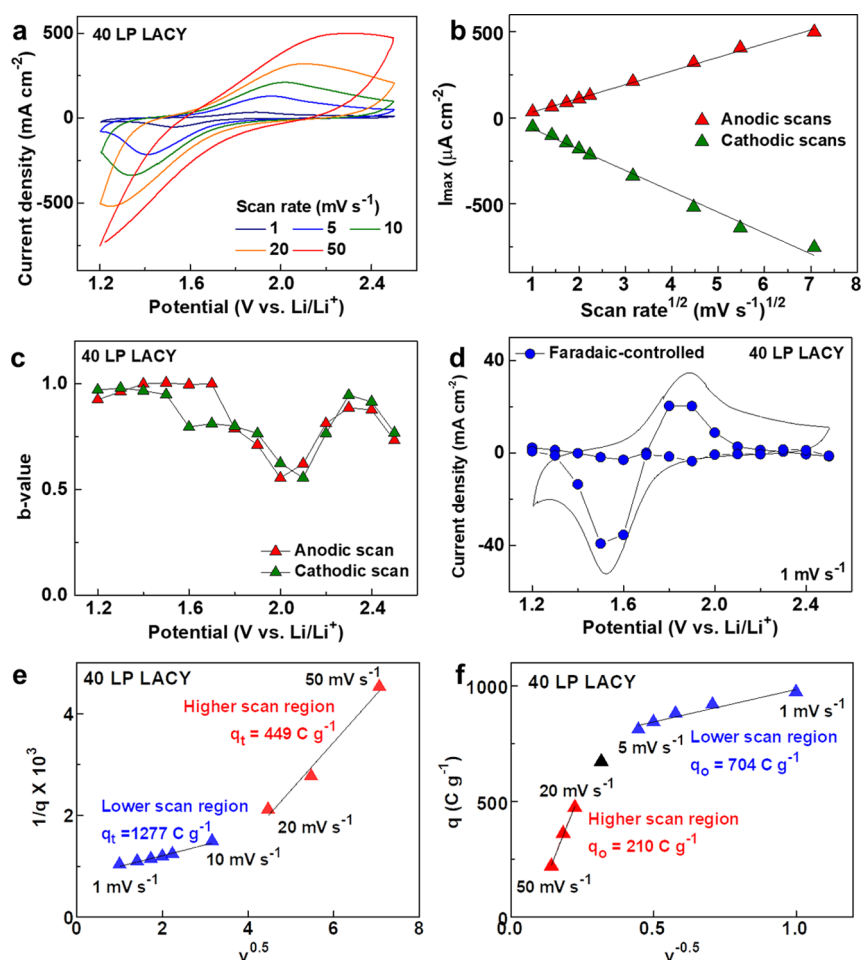 a
40 LP LACY
Current density (mA cm⁻²)
500
0
-500
Scan rate (mV s⁻¹)
1 5 10
20 50
1.2 1.6 2.0 2.4
Potential (V vs. Li/Li⁺)
b
Imax (μA cm⁻²)
500
0
-500
Anodic scans
Cathodic scans
1 2 3 4 5 6 7 8
Scan rate¹ᐟ² (mV s⁻¹)¹ᐟ²
c
40 LP LACY
b-value
1.0
0.5
0.0
Anodic scan
Cathodic scan
1.2 1.6 2.0 2.4
Potential (V vs. Li/Li⁺)
d
Faradaic-controlled
40 LP LACY
Current density (mA cm⁻²)
40
0
-40
1 mV s⁻¹
1.2 1.6 2.0 2.4
Potential (V vs. Li/Li⁺)
e
40 LP LACY
50 mV s⁻¹
Higher scan region
qt = 449 C g⁻¹
1/q X 10³
4
2
0
Lower scan region
qt =1277 C g⁻¹
20 mV s⁻¹
10 mV s⁻¹
1 mV s⁻¹
0 2 4 6 8
v⁰·⁵
f
40 LP LACY
q (C g⁻¹)
1000
500
0
1 mV s⁻¹
5 mV s⁻¹
Lower scan region
qo = 704 C g⁻¹
20 mV s⁻¹
Higher scan region
qo = 210 C g⁻¹
50 mV s⁻¹
0.0 0.5 1.0
v⁻⁰·⁵